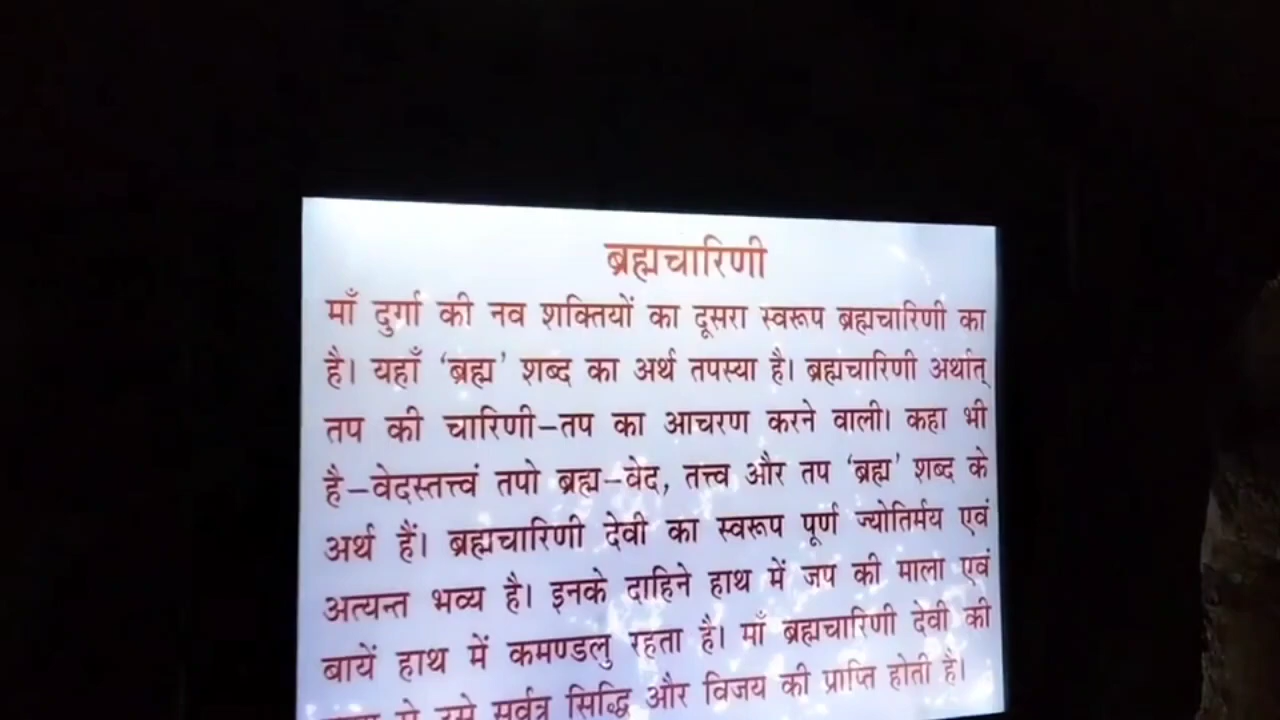 ब्रह्मचारिणी
माँ दुर्गा की नव शक्तियों का दूसरा स्वरूप ब्रह्मचारिणी का
है। यहाँ ‘ब्रह्म’ शब्द का अर्थ तपस्या है। ब्रह्मचारिणी अर्थात्
तप की चारिणी–तप का आचरण करने वाली। कहा भी
है–वेदस्तत्त्वं तपो ब्रह्म–वेद, तत्त्व और तप ‘ब्रह्म’ शब्द के
अर्थ हैं। ब्रह्मचारिणी देवी का स्वरूप पूर्ण ज्योतिर्मय एवं
अत्यन्त भव्य है। इनके दाहिने हाथ में जप की माला एवं
बायें हाथ में कमण्डलु रहता है। माँ ब्रह्मचारिणी देवी की
से उसे सर्वत्र सिद्धि और विजय की प्राप्ति होती है।